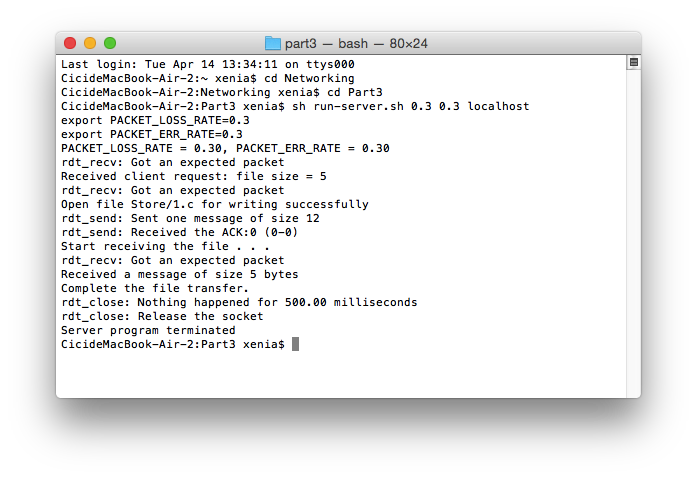 part3 — bash — 80×24
Last login: Tue Apr 14 13:34:11 on ttys000
CicideMacBook-Air-2:~ xenia$ cd Networking
CicideMacBook-Air-2:Networking xenia$ cd Part3
CicideMacBook-Air-2:Part3 xenia$ sh run-server.sh 0.3 0.3 localhost
export PACKET_LOSS_RATE=0.3
export PACKET_ERR_RATE=0.3
PACKET_LOSS_RATE = 0.30, PACKET_ERR_RATE = 0.30
rdt_recv: Got an expected packet
Received client request: file size = 5
rdt_recv: Got an expected packet
Open file Store/1.c for writing successfully
rdt_send: Sent one message of size 12
rdt_send: Received the ACK:0 (0-0)
Start receiving the file . . .
rdt_recv: Got an expected packet
Received a message of size 5 bytes
Complete the file transfer.
rdt_close: Nothing happened for 500.00 milliseconds
rdt_close: Release the socket
Server program terminated
CicideMacBook-Air-2:Part3 xenia$